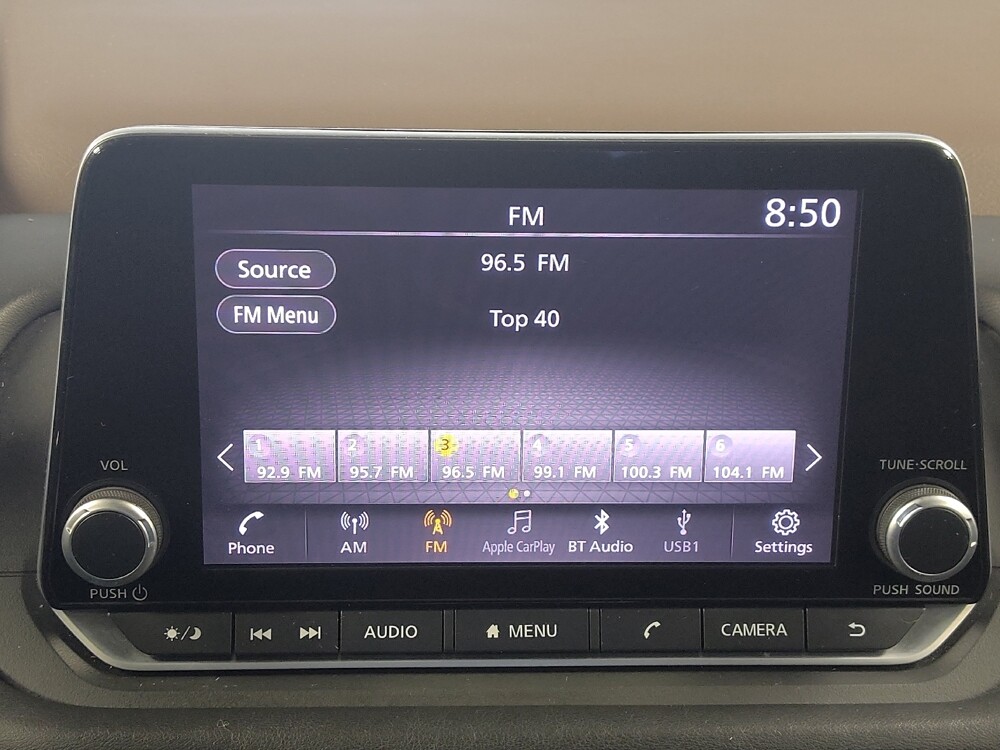 FM 8:50
Source 96.5 FM
FM Menu Top 40
1 2 3 4 5 6
92.9 FM 95.7 FM 96.5 FM 99.1 FM 100.3 FM 104.1 FM
VOL
TUNE·SCROLL
Phone AM FM Apple CarPlay BT Audio USB1 Settings
PUSH
PUSH SOUND
AUDIO MENU CAMERA